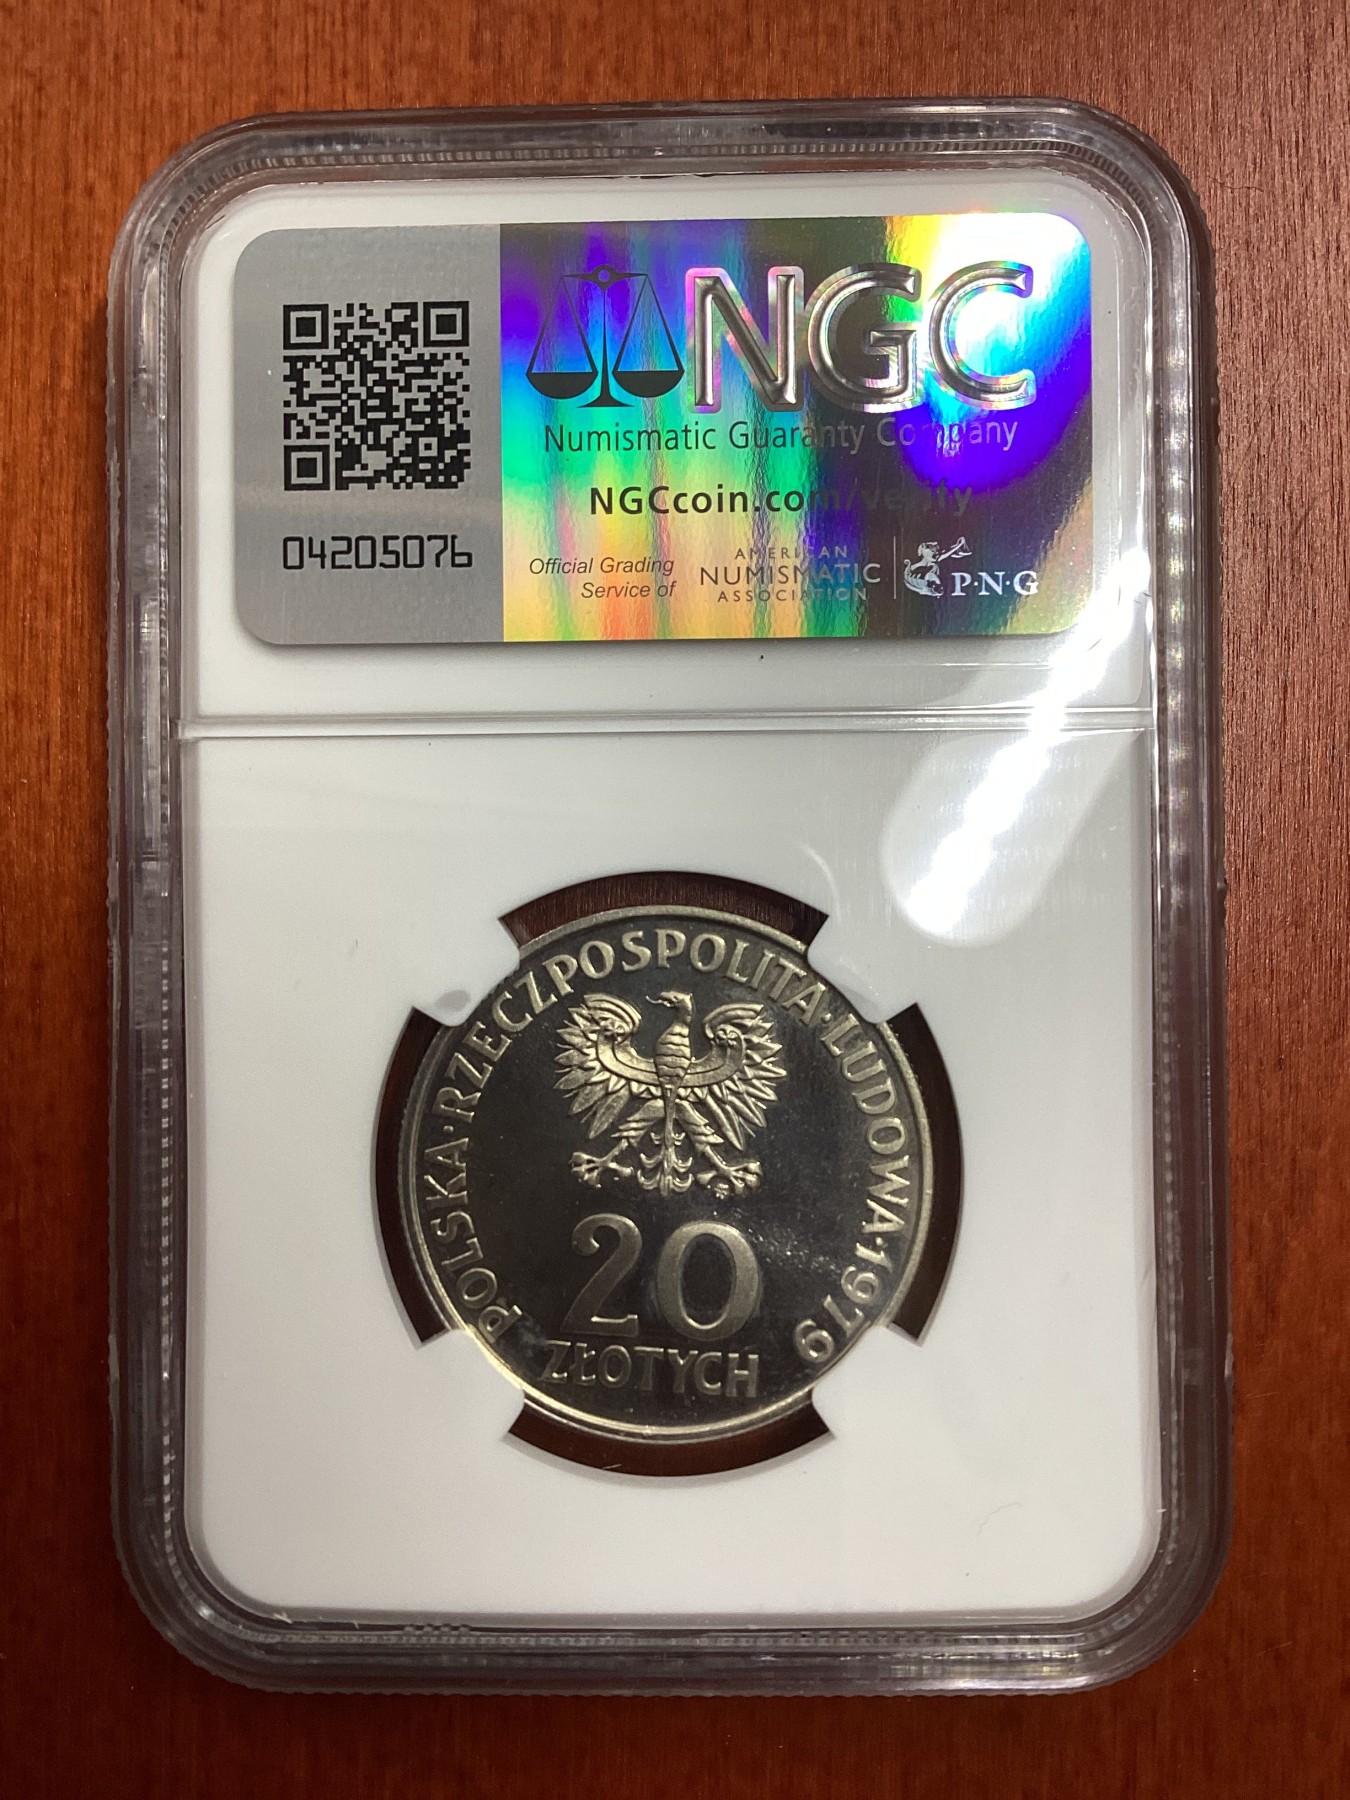 NGC
Numismatic Guaranty Company
NGCcoin.com/verify
04205076
Official Grading
Service of
AMERICAN
NUMISMATIC
ASSOCIATION
P·N·G
POLSKA·RZECZPOSPOLITA·LUDOWA·1979
20
ZŁOTYCH